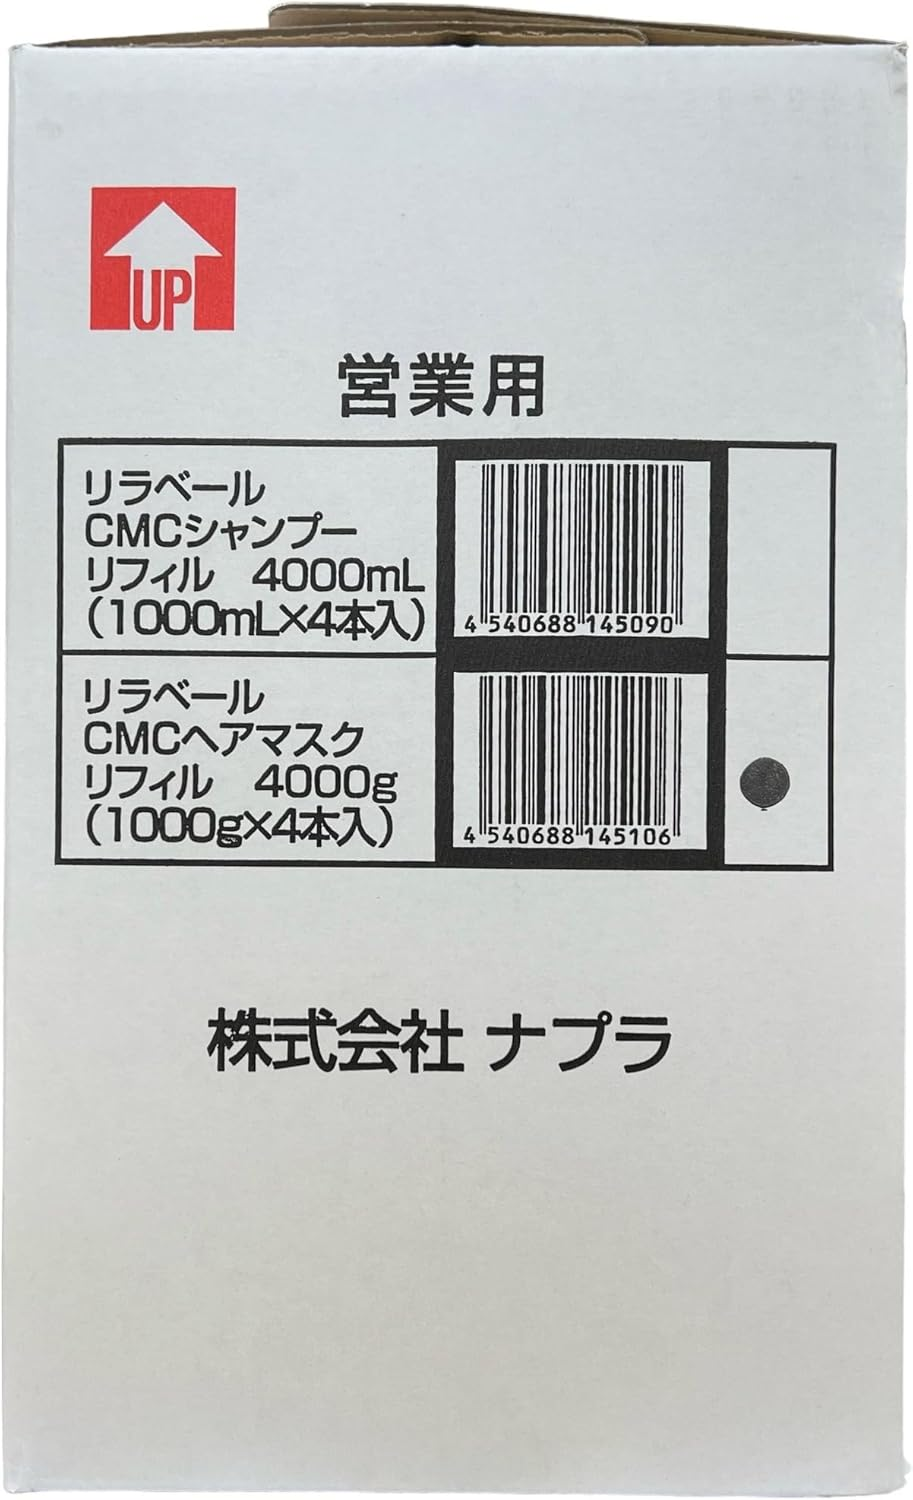 UP
営業用
リラベール
CMCシャンプー
リフィル 4000mL
(1000mL×4本入)
4 540688 145090
リラベール
CMCヘアマスク
リフィル 4000g
(1000g×4本入)
4 540688 145106
株式会社 ナプラ